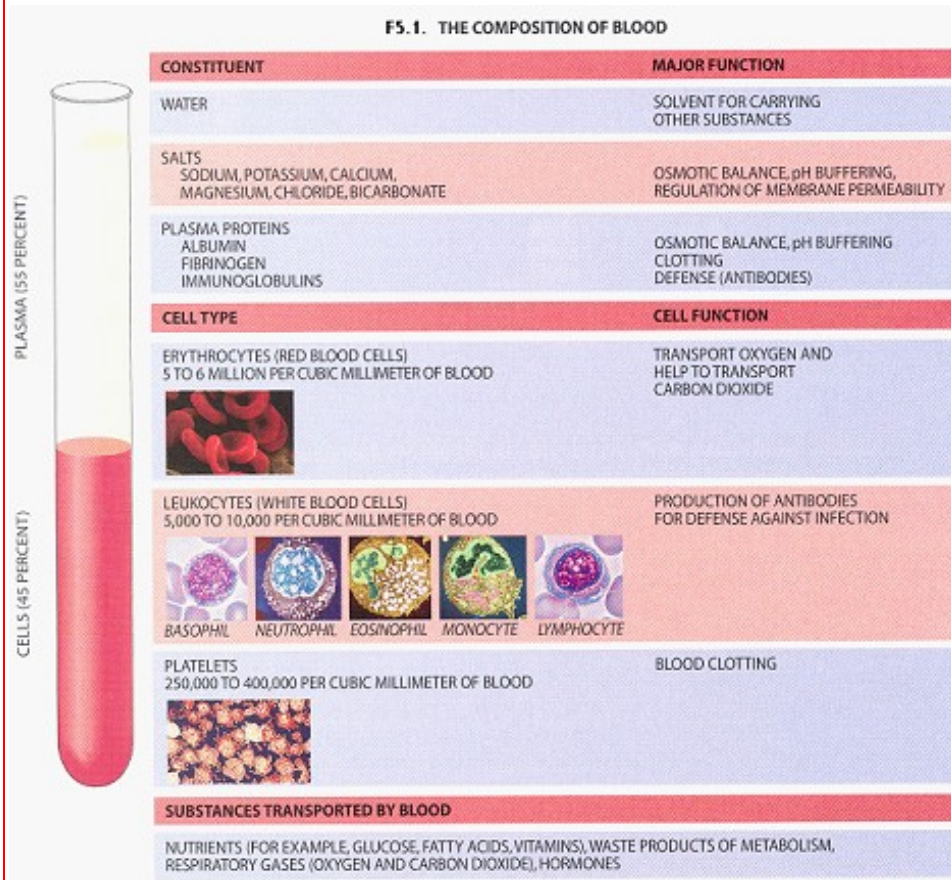 F5.1. THE COMPOSITION OF BLOOD
CONSTITUENT MAJOR FUNCTION
WATER SOLVENT FOR CARRYING
OTHER SUBSTANCES
SALTS
SODIUM, POTASSIUM, CALCIUM, OSMOTIC BALANCE, pH BUFFERING,
MAGNESIUM, CHLORIDE, BICARBONATE REGULATION OF MEMBRANE PERMEABILITY
PLASMA PROTEINS
ALBUMIN OSMOTIC BALANCE, pH BUFFERING
FIBRINOGEN CLOTTING
IMMUNOGLOBULINS DEFENSE (ANTIBODIES)
PLASMA (55 PERCENT)
CELL TYPE CELL FUNCTION
ERYTHROCYTES (RED BLOOD CELLS) TRANSPORT OXYGEN AND
5 TO 6 MILLION PER CUBIC MILLIMETER OF BLOOD HELP TO TRANSPORT
CARBON DIOXIDE
LEUKOCYTES (WHITE BLOOD CELLS) PRODUCTION OF ANTIBODIES
5,000 TO 10,000 PER CUBIC MILLIMETER OF BLOOD FOR DEFENSE AGAINST INFECTION
BASOPHIL NEUTROPHIL EOSINOPHIL MONOCYTE LYMPHOCYTE
CELLS (45 PERCENT)
PLATELETS BLOOD CLOTTING
250,000 TO 400,000 PER CUBIC MILLIMETER OF BLOOD
SUBSTANCES TRANSPORTED BY BLOOD
NUTRIENTS (FOR EXAMPLE, GLUCOSE, FATTY ACIDS, VITAMINS), WASTE PRODUCTS OF METABOLISM,
RESPIRATORY GASES (OXYGEN AND CARBON DIOXIDE), HORMONES